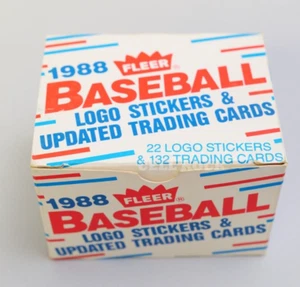 1988 FLEER
BASEBALL
LOGO STICKERS &
UPDATED TRADING CARDS
22 LOGO STICKERS
& 132 TRADING CARDS
1988 FLEER®
BASEBALL
LOGO STICKERS &
UPDATED TRADING CARDS